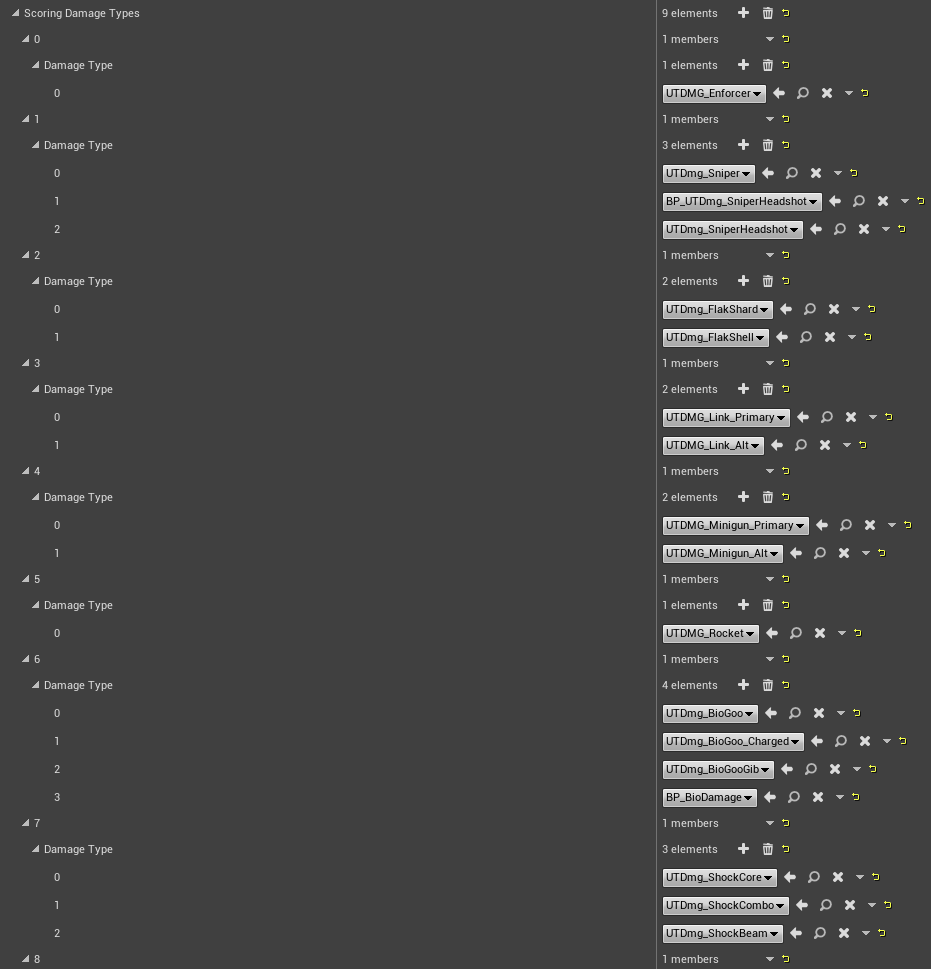 Scoring Damage Types 9 elements
0 1 members
Damage Type 1 elements
0 UTDMG_Enforcer
1 1 members
Damage Type 3 elements
0 UTDmg_Sniper
1 BP_UTDmg_SniperHeadshot
2 UTDmg_SniperHeadshot
2 1 members
Damage Type 2 elements
0 UTDmg_FlakShard
1 UTDmg_FlakShell
3 1 members
Damage Type 2 elements
0 UTDMG_Link_Primary
1 UTDMG_Link_Alt
4 1 members
Damage Type 2 elements
0 UTDMG_Minigun_Primary
1 UTDMG_Minigun_Alt
5 1 members
Damage Type 1 elements
0 UTDMG_Rocket
6 1 members
Damage Type 4 elements
0 UTDmg_BioGoo
1 UTDmg_BioGoo_Charged
2 UTDmg_BioGooGib
3 BP_BioDamage
7 1 members
Damage Type 3 elements
0 UTDmg_ShockCore
1 UTDmg_ShockCombo
2 UTDmg_ShockBeam
8 1 members